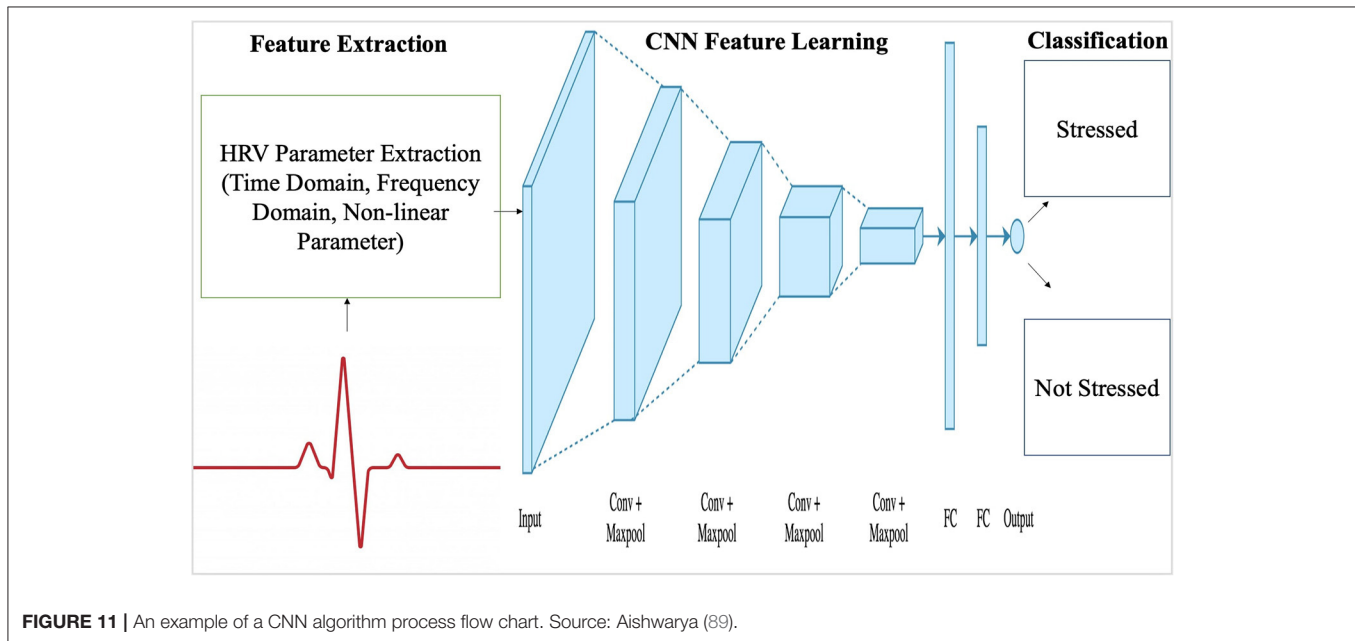 Feature Extraction
CNN Feature Learning
Classification
HRV Parameter Extraction
(Time Domain, Frequency
Domain, Non-linear
Parameter)
Stressed
Not Stressed
Input
Conv +
Maxpool
Conv +
Maxpool
Conv +
Maxpool
Conv +
Maxpool
FC
FC
Output
FIGURE 11 | An example of a CNN algorithm process flow chart. Source: Aishwarya (89).